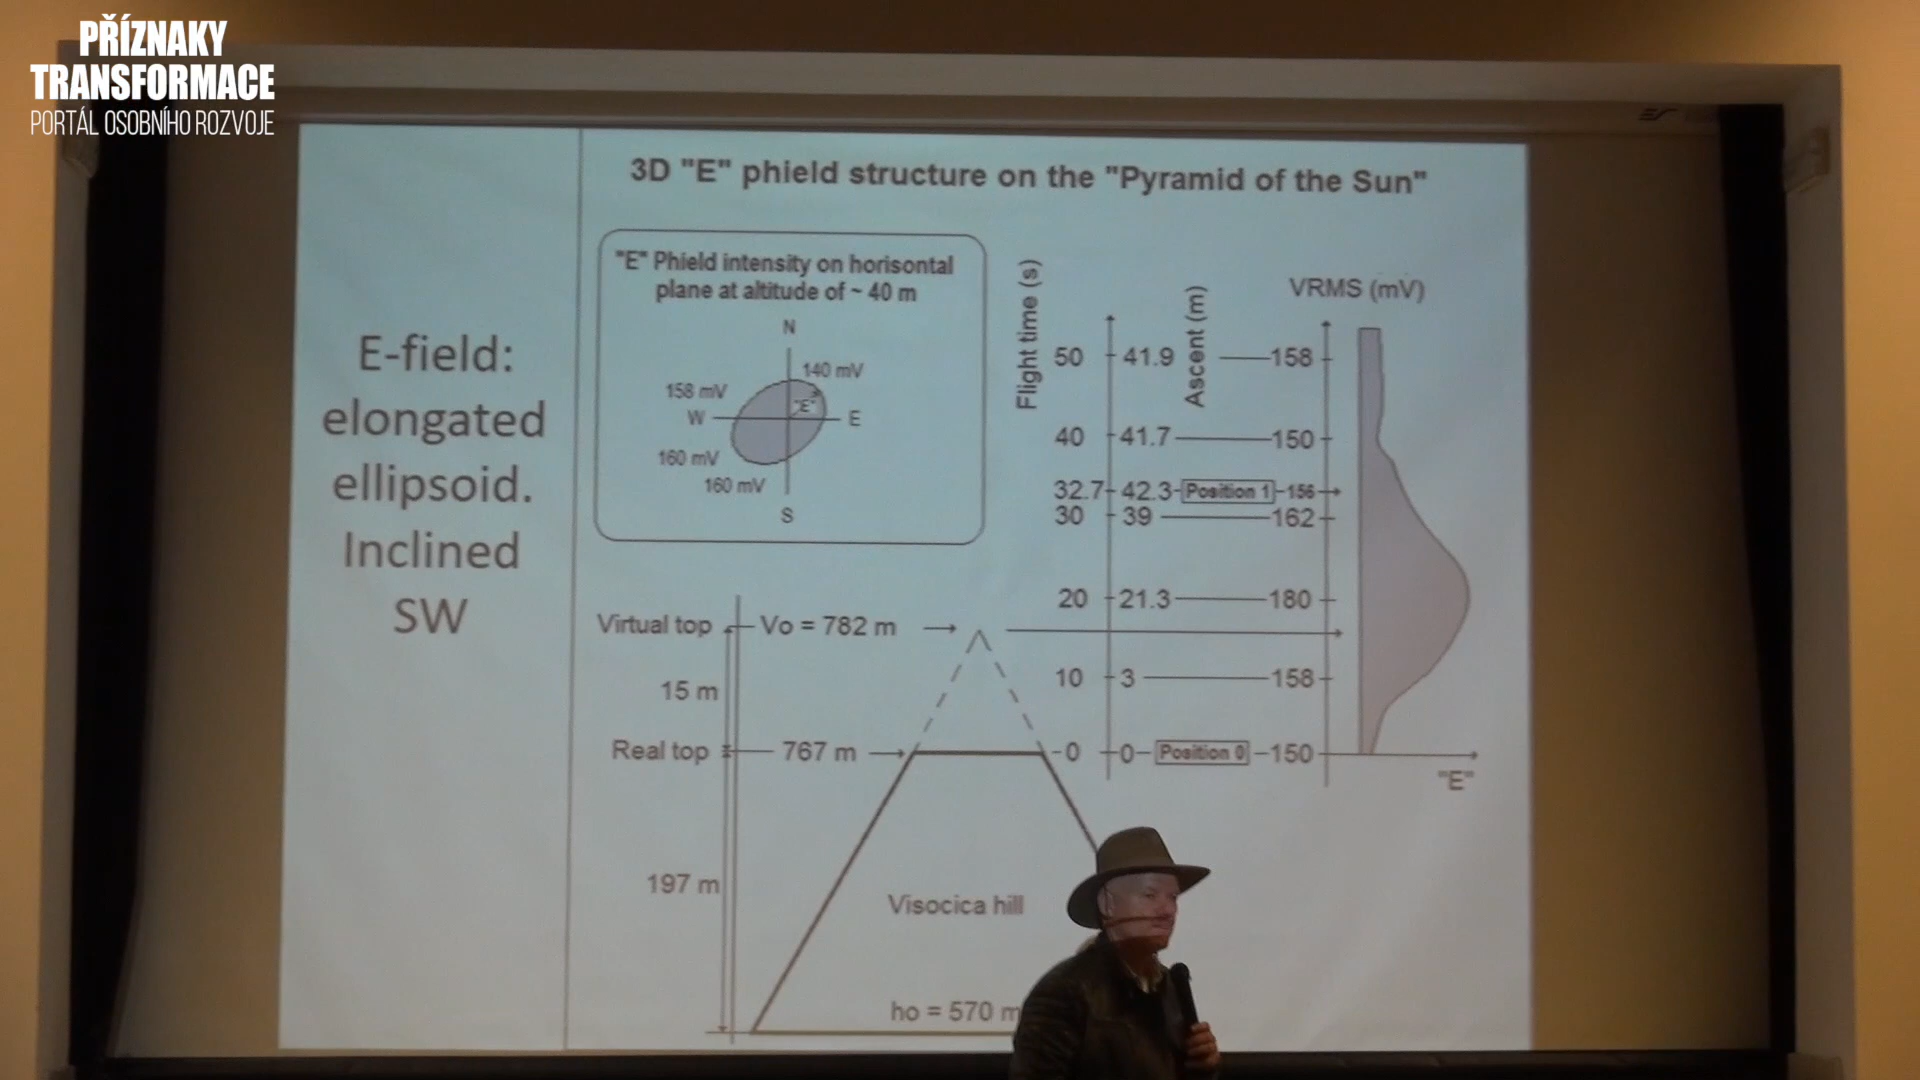 PŘÍZNAKY
TRANSFORMACE
PORTÁL OSOBNÍHO ROZVOJE
3D "E" phield structure on the "Pyramid of the Sun"
E-field:
elongated
ellipsoid.
Inclined
SW
"E" Phield intensity on horisontal
plane at altitude of ~ 40 m
N
140 mV
158 mV
"E"
W
E
160 mV
160 mV
S
Flight time (s)
Ascent (m)
VRMS (mV)
50 41.9 158
40 41.7 150
32.7 42.3 Position 1 156
30 39 162
20 21.3 180
10 3 158
0 0 Position 0 150
"E"
Virtual top Vo = 782 m
15 m
Real top 767 m
197 m
Visocica hill
ho = 570 m